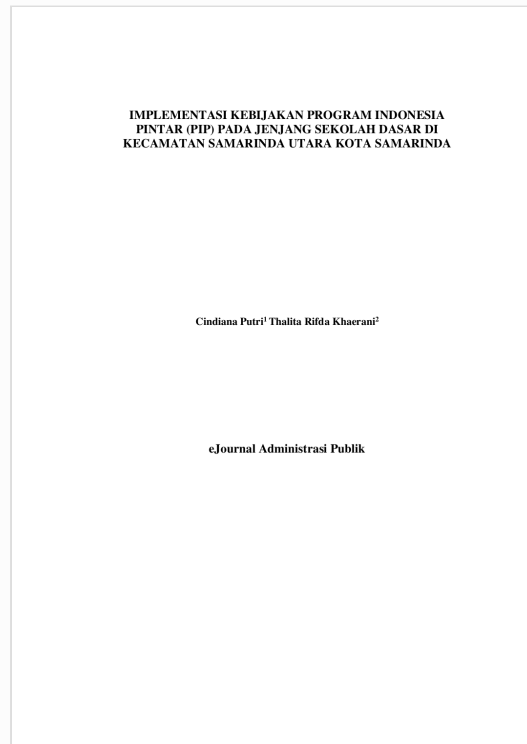 IMPLEMENTASI KEBIJAKAN PROGRAM INDONESIA
PINTAR (PIP) PADA JENJANG SEKOLAH DASAR DI
KECAMATAN SAMARINDA UTARA KOTA SAMARINDA
Cindiana Putri¹ Thalita Rifda Khaerani²
eJournal Administrasi Publik